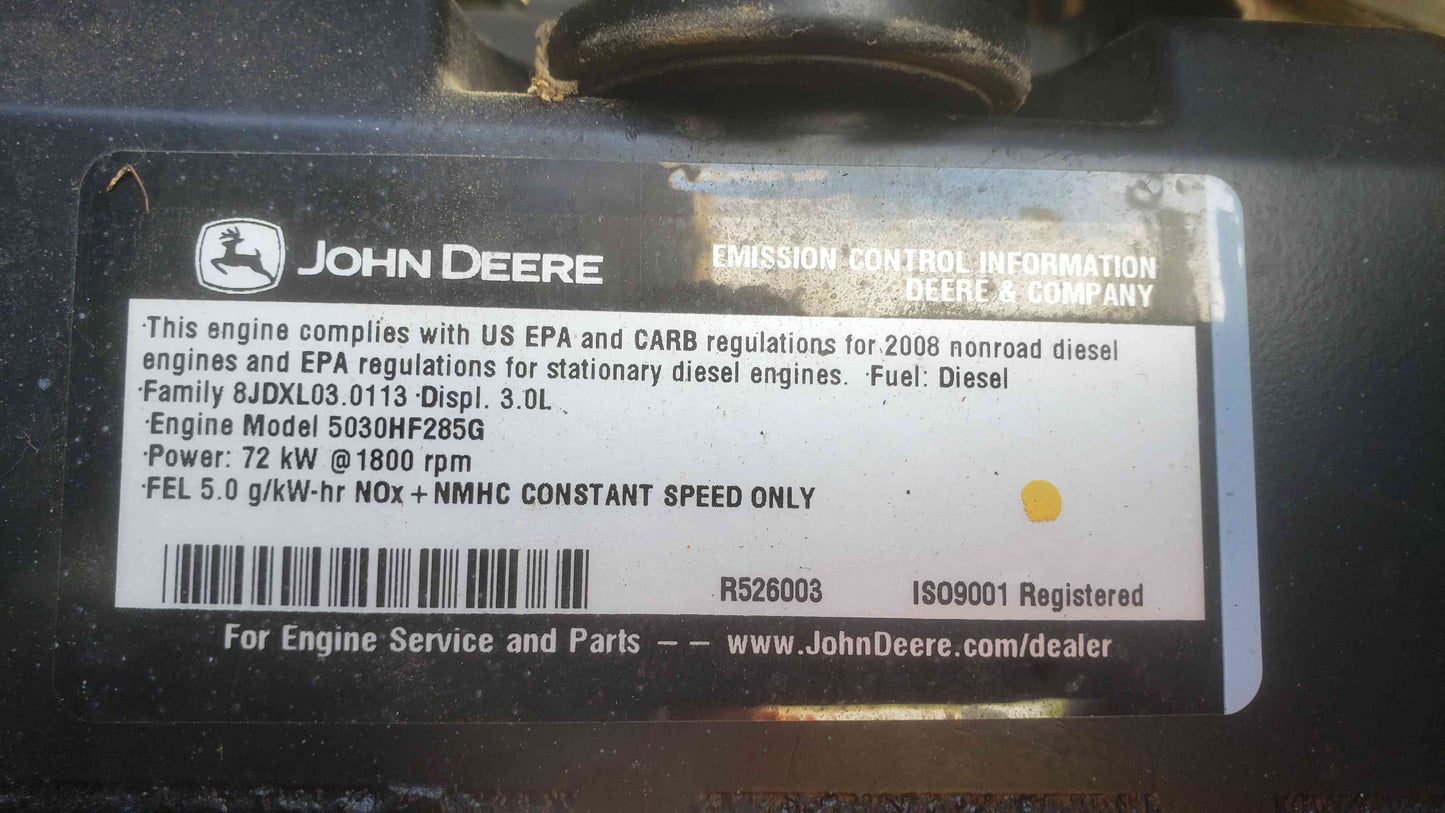 JOHN DEERE
EMISSION CONTROL INFORMATION
DEERE & COMPANY
·This engine complies with US EPA and CARB regulations for 2008 nonroad diesel
engines and EPA regulations for stationary diesel engines. ·Fuel: Diesel
·Family 8JDXL03.0113 ·Displ. 3.0L
·Engine Model 5030HF285G
·Power: 72 kW @1800 rpm
·FEL 5.0 g/kW-hr NOx + NMHC CONSTANT SPEED ONLY
R526003 ISO9001 Registered
For Engine Service and Parts – – www.JohnDeere.com/dealer